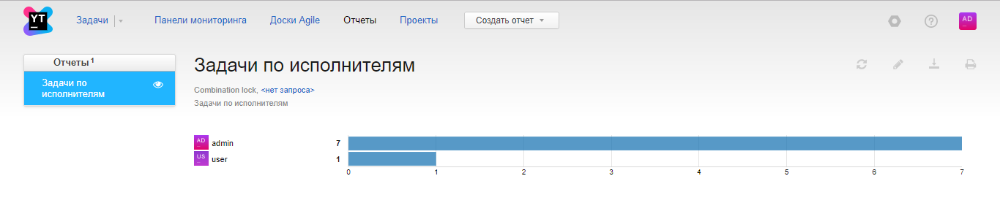 YT
Задачи Панели мониторинга Доски Agile Отчеты Проекты Создать отчет AD
Отчеты 1
Задачи по
исполнителям
Задачи по исполнителям
Combination lock, <нет запроса>
Задачи по исполнителям
AD admin 7
US user 1
0 1 2 3 4 5 6 7